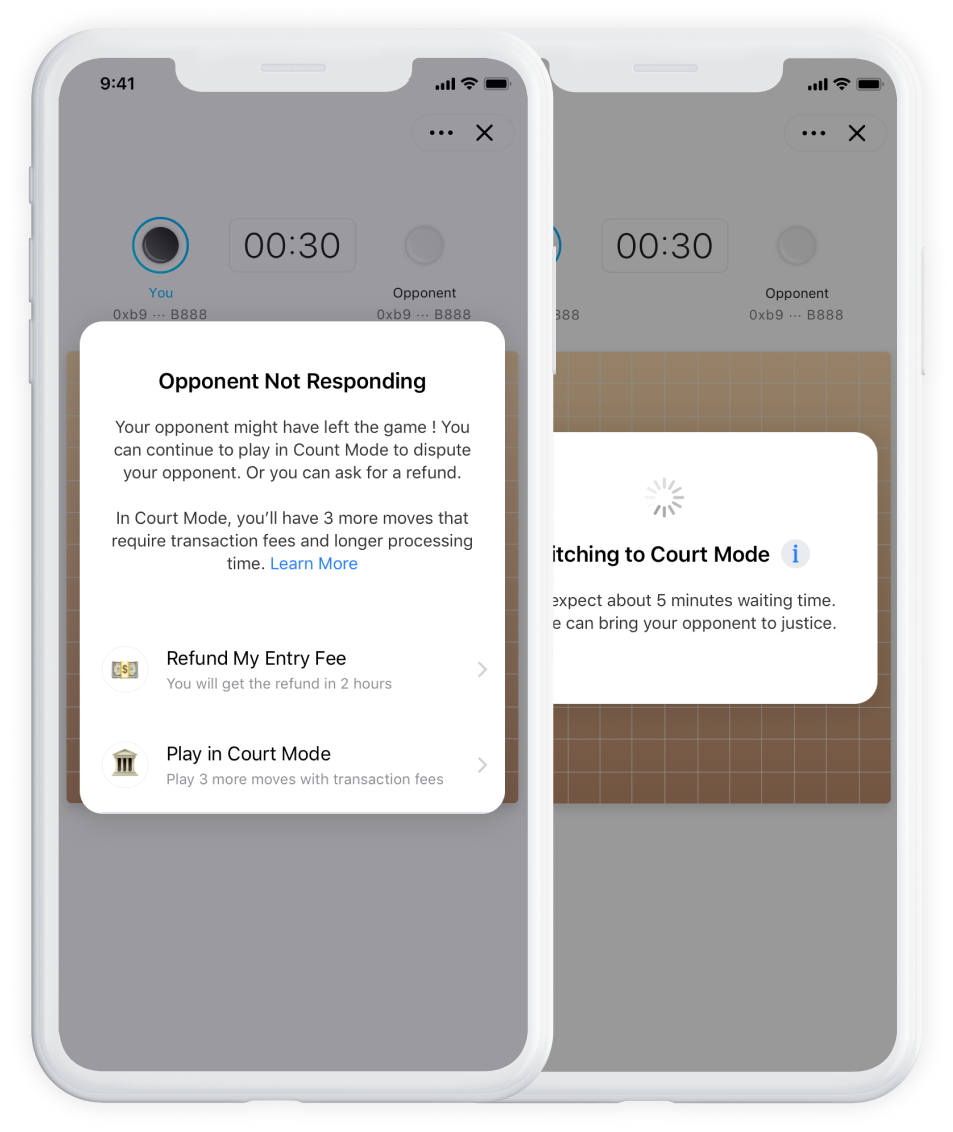 9:41
00:30
You
0xb9 ··· B888
Opponent
0xb9 ··· B888
Opponent Not Responding
Your opponent might have left the game ! You
can continue to play in Count Mode to dispute
your opponent. Or you can ask for a refund.
In Court Mode, you’ll have 3 more moves that
require transaction fees and longer processing
time. Learn More
Refund My Entry Fee
You will get the refund in 2 hours
Play in Court Mode
Play 3 more moves with transaction fees
00:30
Opponent
888
0xb9 ··· B888
itching to Court Mode i
expect about 5 minutes waiting time.
e can bring your opponent to justice.